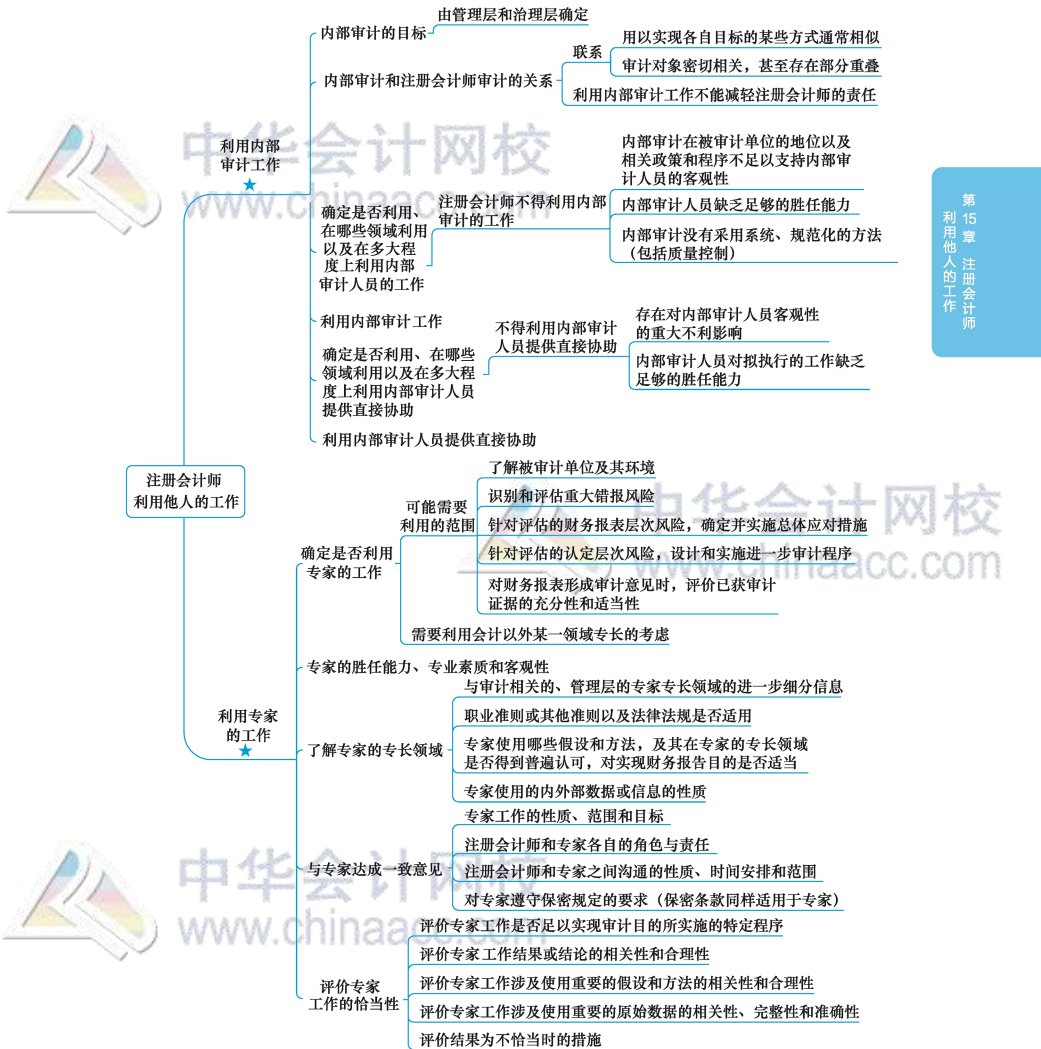 由管理层和治理层确定
内部审计的目标
用以实现各自目标的某些方式通常相似
联系
审计对象密切相关，甚至存在部分重叠
内部审计和注册会计师审计的关系
利用内部审计工作不能减轻注册会计师的责任
利用内部
审计工作
内部审计在被审计单位的地位以及
相关政策和程序不足以支持内部审
计人员的客观性
注册会计师不得利用内部
审计的工作
内部审计人员缺乏足够的胜任能力
内部审计没有采用系统、规范化的方法
（包括质量控制）
确定是否利用、
在哪些领域利用
以及在多大程
度上利用内部
审计人员的工作
利用内部审计工作
存在对内部审计人员客观性
的重大不利影响
不得利用内部审计
人员提供直接协助
内部审计人员对拟执行的工作缺乏
足够的胜任能力
确定是否利用、在哪些
领域利用以及在多大程
度上利用内部审计人员
提供直接协助
利用内部审计人员提供直接协助
注册会计师
利用他人的工作
了解被审计单位及其环境
识别和评估重大错报风险
可能需要
利用的范围
针对评估的财务报表层次风险，确定并实施总体应对措施
针对评估的认定层次风险，设计和实施进一步审计程序
对财务报表形成审计意见时，评价已获审计
证据的充分性和适当性
确定是否利用
专家的工作
需要利用会计以外某一领域专长的考虑
专家的胜任能力、专业素质和客观性
利用专家
的工作
与审计相关的、管理层的专家专长领域的进一步细分信息
职业准则或其他准则以及法律法规是否适用
了解专家的专长领域
专家使用哪些假设和方法，及其在专家的专长领域
是否得到普遍认可，对实现财务报告目的是否适当
专家使用的内外部数据或信息的性质
专家工作的性质、范围和目标
注册会计师和专家各自的角色与责任
与专家达成一致意见
注册会计师和专家之间沟通的性质、时间安排和范围
对专家遵守保密规定的要求（保密条款同样适用于专家）
评价专家工作是否足以实现审计目的所实施的特定程序
评价专家工作结果或结论的相关性和合理性
评价专家
工作的恰当性
评价专家工作涉及使用重要的假设和方法的相关性和合理性
评价专家工作涉及使用重要的原始数据的相关性、完整性和准确性
评价结果为不恰当时的措施
第15章 注册会计师
利用他人的工作
中华会计网校
www.chinaacc.com
中华会计网校
www.chinaacc.com
中华会计网校
www.chinaacc.com